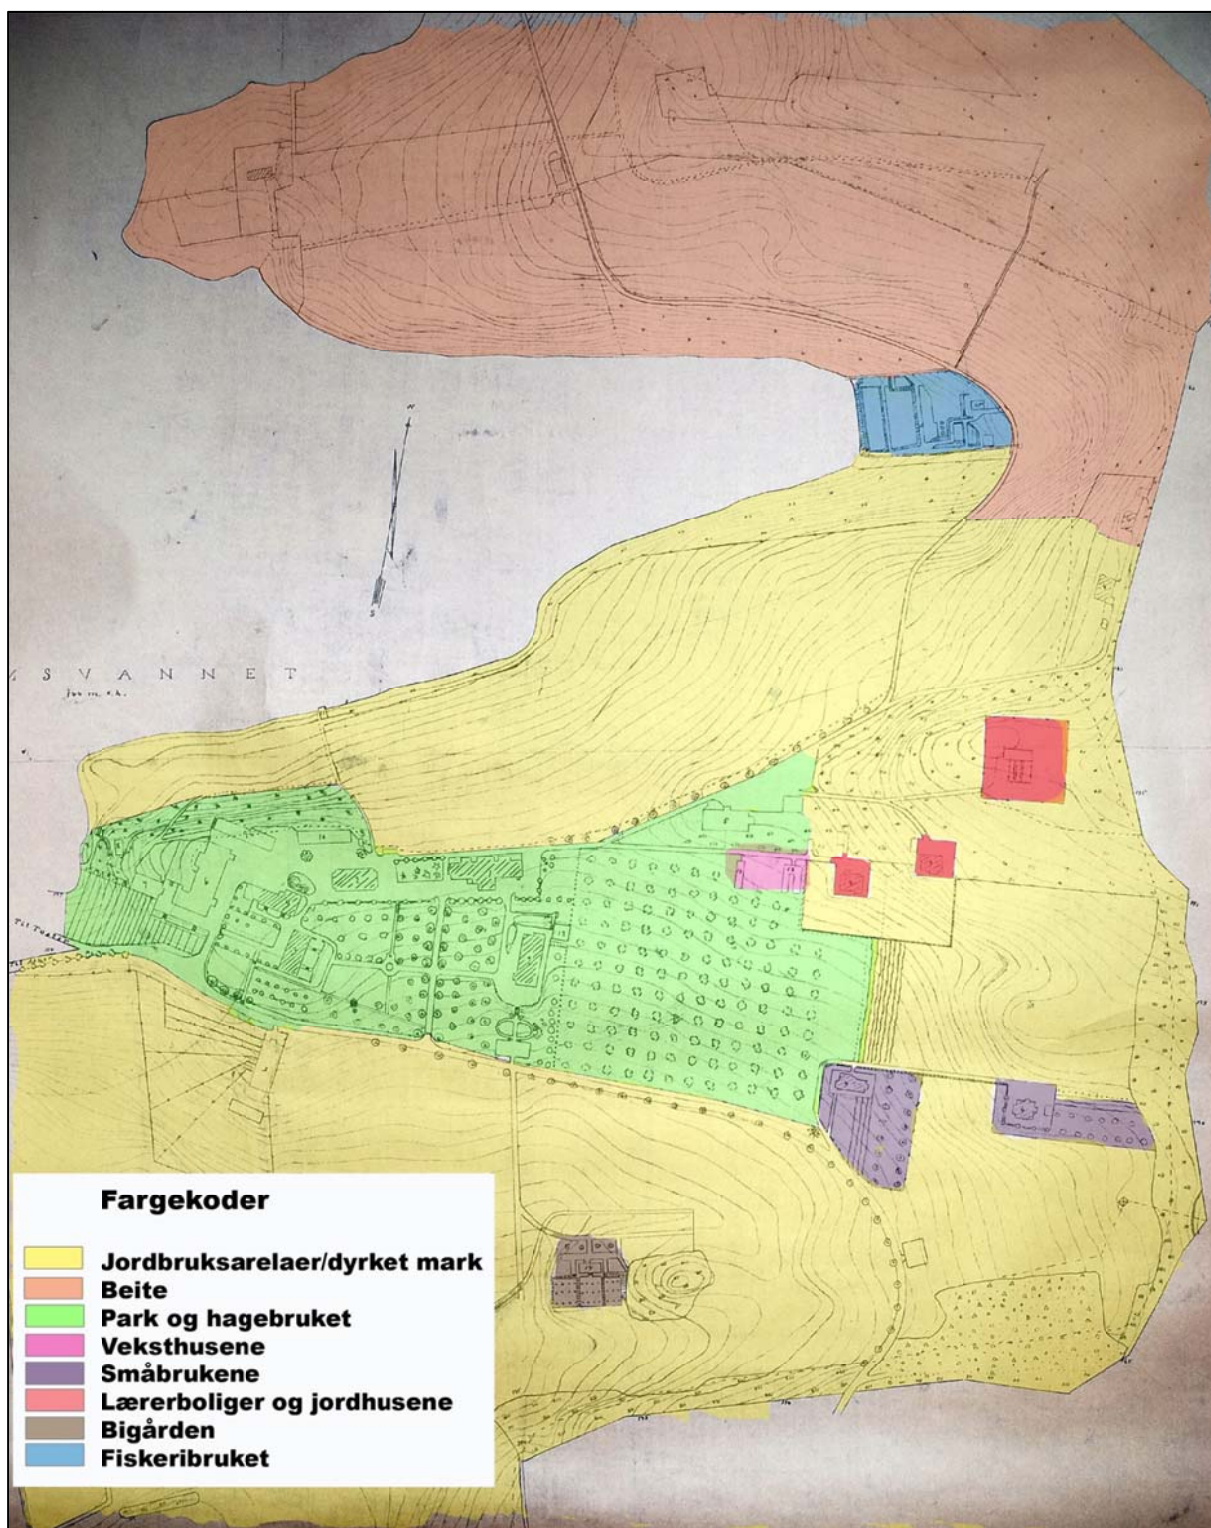 N
S
SVANNET
Fargekoder
Jordbruksarelaer/dyrket mark
Beite
Park og hagebruket
Veksthusene
Småbrukene
Lærerboliger og jordhusene
Bigården
Fiskeribruket